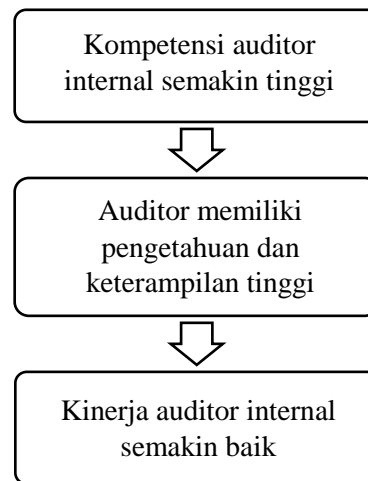 Kompetensi auditor
internal semakin tinggi
Auditor memiliki
pengetahuan dan
keterampilan tinggi
Kinerja auditor internal
semakin baik